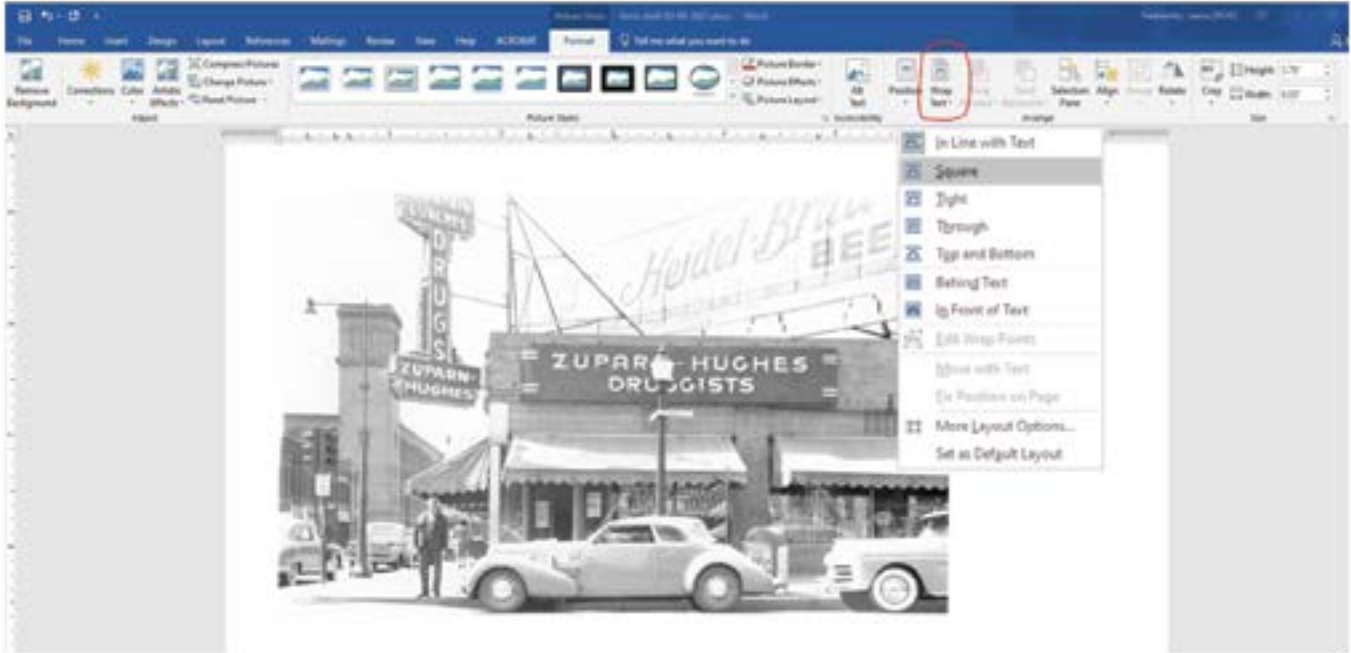 File Home Insert Design Layout References Mailings Review View Help ACROBAT Format Tell me what you want to do
Remove Background
Corrections
Color
Artistic Effects
Compress Pictures
Change Picture
Reset Picture
Adjust
Picture Styles
Picture Border
Picture Effects
Picture Layout
Alt Text
Accessibility
Position
Wrap Text
Selection Pane
Align
Rotate
Arrange
Crop
Height:
Width:
Size
In Line with Text
Square
Tight
Through
Top and Bottom
Behind Text
In Front of Text
Edit Wrap Points
Move with Text
Fix Position on Page
More Layout Options...
Set as Default Layout
DRUGS
ZUPARN-
HUGHES
Heidel-
BEE
HUGHES
DRUGGISTS